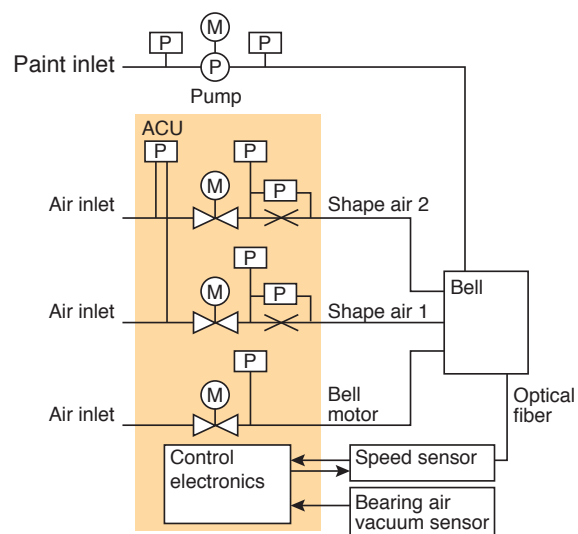 M
P
P
Paint inlet
P
Pump
ACU
P
P
M
P
Air inlet
Shape air 2
P
M
P
Air inlet
Shape air 1
Bell
P
M
Bell
motor
Optical
fiber
Air inlet
Control
electronics
Speed sensor
Bearing air
vacuum sensor